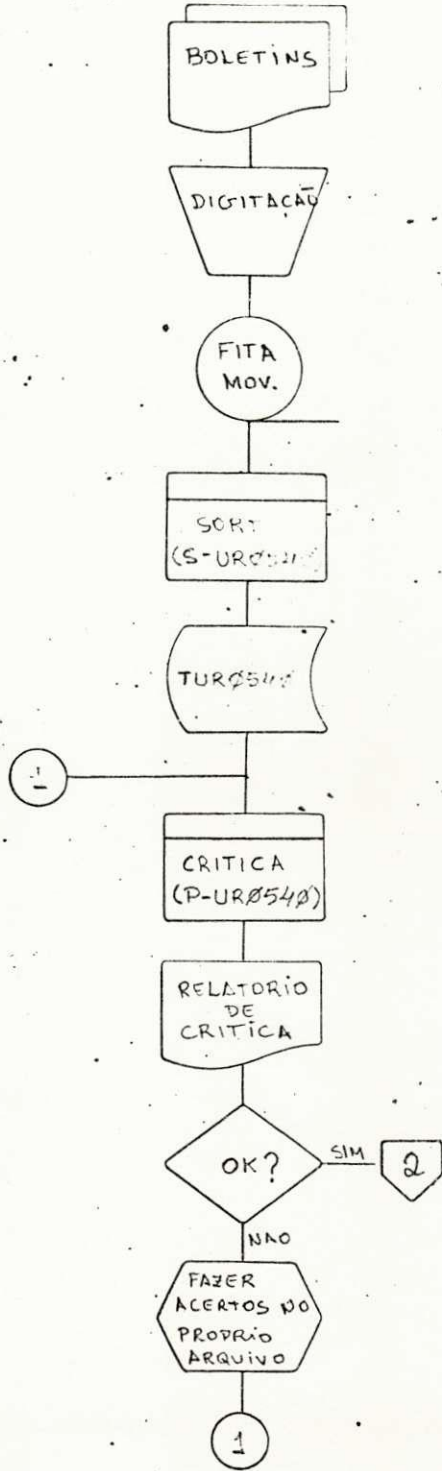 BOLETINS
DIGITAÇÃO
FITA
MOV.
SORT
TURØ54Ø
1
CRITICA
(P-URØ54Ø)
RELATORIO
DE
CRITICA
OK?
SIM
2
NAO
FAZER
ACERTOS NO
PROPRIO
ARQUIVO
1